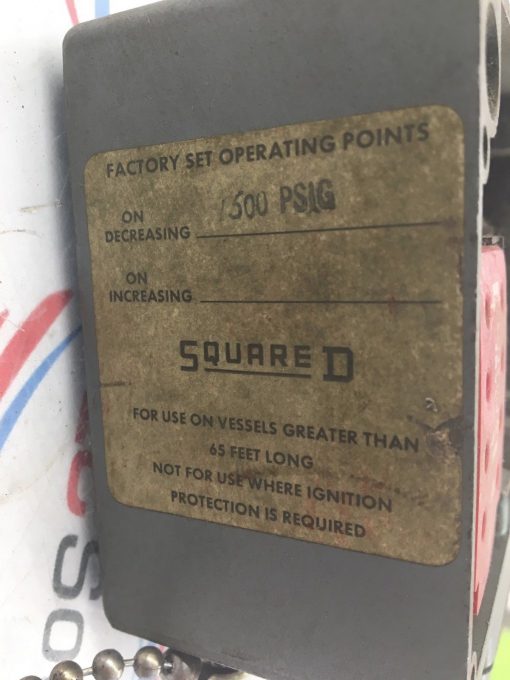 FACTORY SET OPERATING POINTS
ON DECREASING 1500 PSIG
ON INCREASING
SQUARE D
FOR USE ON VESSELS GREATER THAN
65 FEET LONG
NOT FOR USE WHERE IGNITION
PROTECTION IS REQUIRED
SO